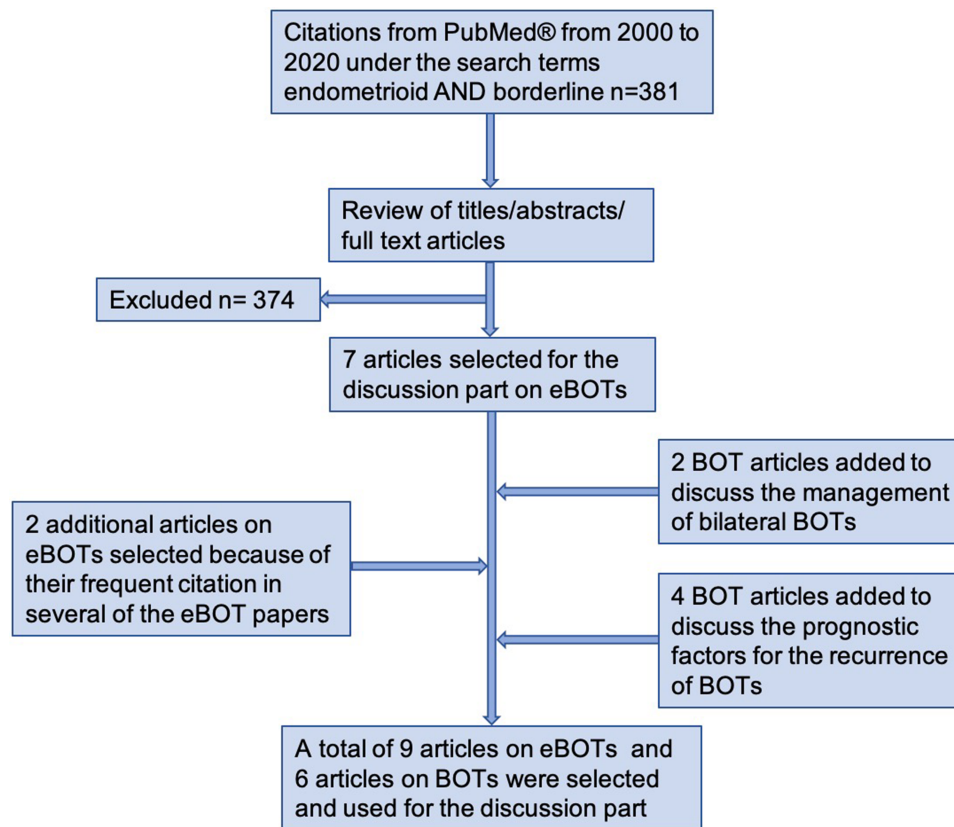 Citations from PubMed® from 2000 to
2020 under the search terms
endometrioid AND borderline n=381
Review of titles/abstracts/
full text articles
Excluded n= 374
7 articles selected for the
discussion part on eBOTs
2 BOT articles added to
discuss the management
of bilateral BOTs
2 additional articles on
eBOTs selected because of
their frequent citation in
several of the eBOT papers
4 BOT articles added to
discuss the prognostic
factors for the recurrence
of BOTs
A total of 9 articles on eBOTs and
6 articles on BOTs were selected
and used for the discussion part